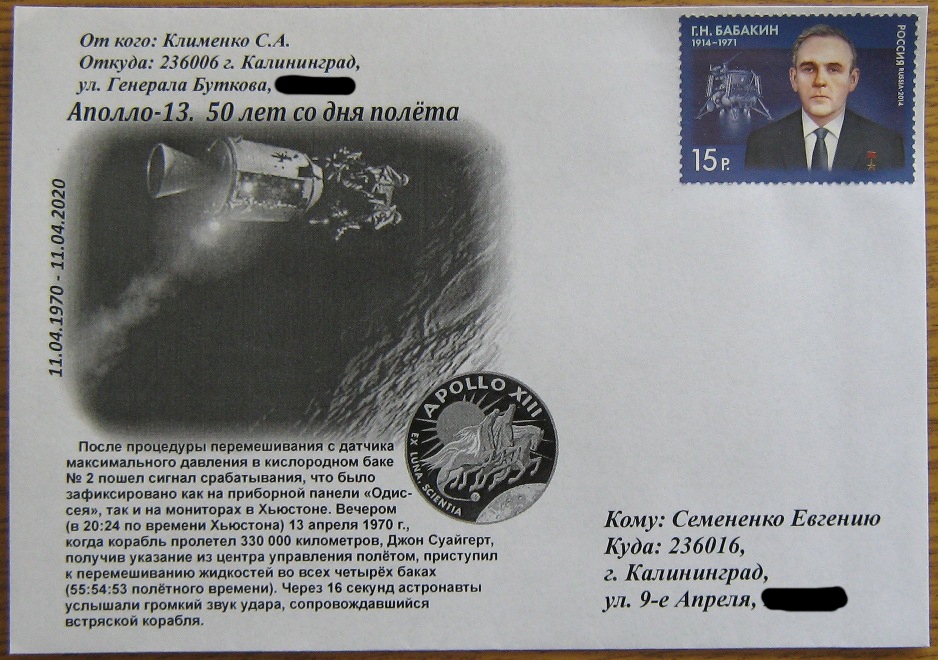 От кого: Клименко С.А.
Откуда: 236006 г. Калининград,
ул. Генерала Буткова,
Аполло-13. 50 лет со дня полёта
11.04.1970 - 11.04.2020
Г.Н. БАБАКИН
1914–1971
РОССИЯ RUSSIA·2014
15 Р.
APOLLO XIII
EX LUNA, SCIENTIA
После процедуры перемешивания с датчика
максимального давления в кислородном баке
№ 2 пошел сигнал срабатывания, что было
зафиксировано как на приборной панели «Одис-
сея», так и на мониторах в Хьюстоне. Вечером
(в 20:24 по времени Хьюстона) 13 апреля 1970 г.,
когда корабль пролетел 330 000 километров, Джон Суайгерт,
получив указание из центра управления полётом, приступил
к перемешиванию жидкостей во всех четырёх баках
(55:54:53 полётного времени). Через 16 секунд астронавты
услышали громкий звук удара, сопровождавшийся
встряской корабля.
Кому: Семененко Евгению
Куда: 236016,
г. Калининград,
ул. 9-е Апреля,